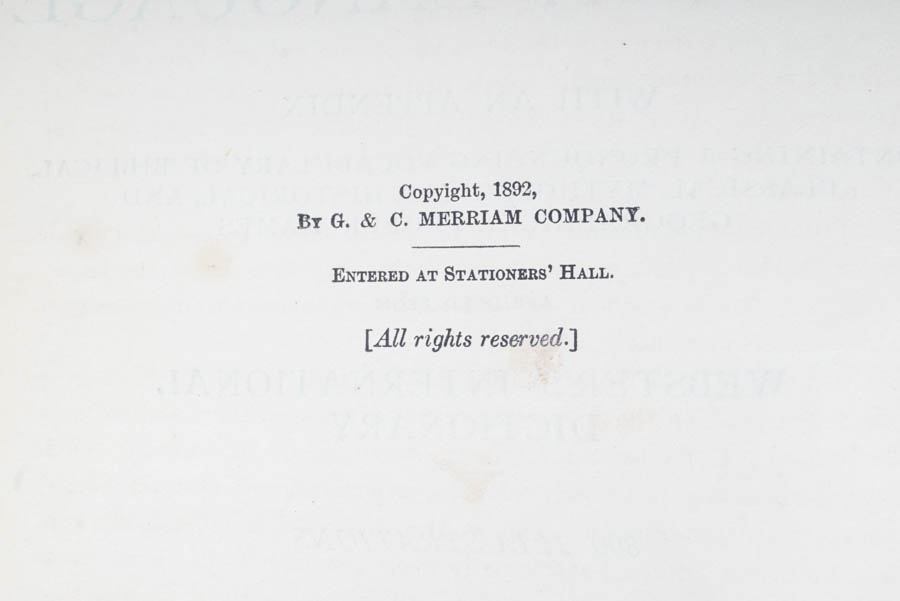 Copyright, 1892,
By G. & C. MERRIAM COMPANY.
Entered at Stationers' Hall.
[All rights reserved.]